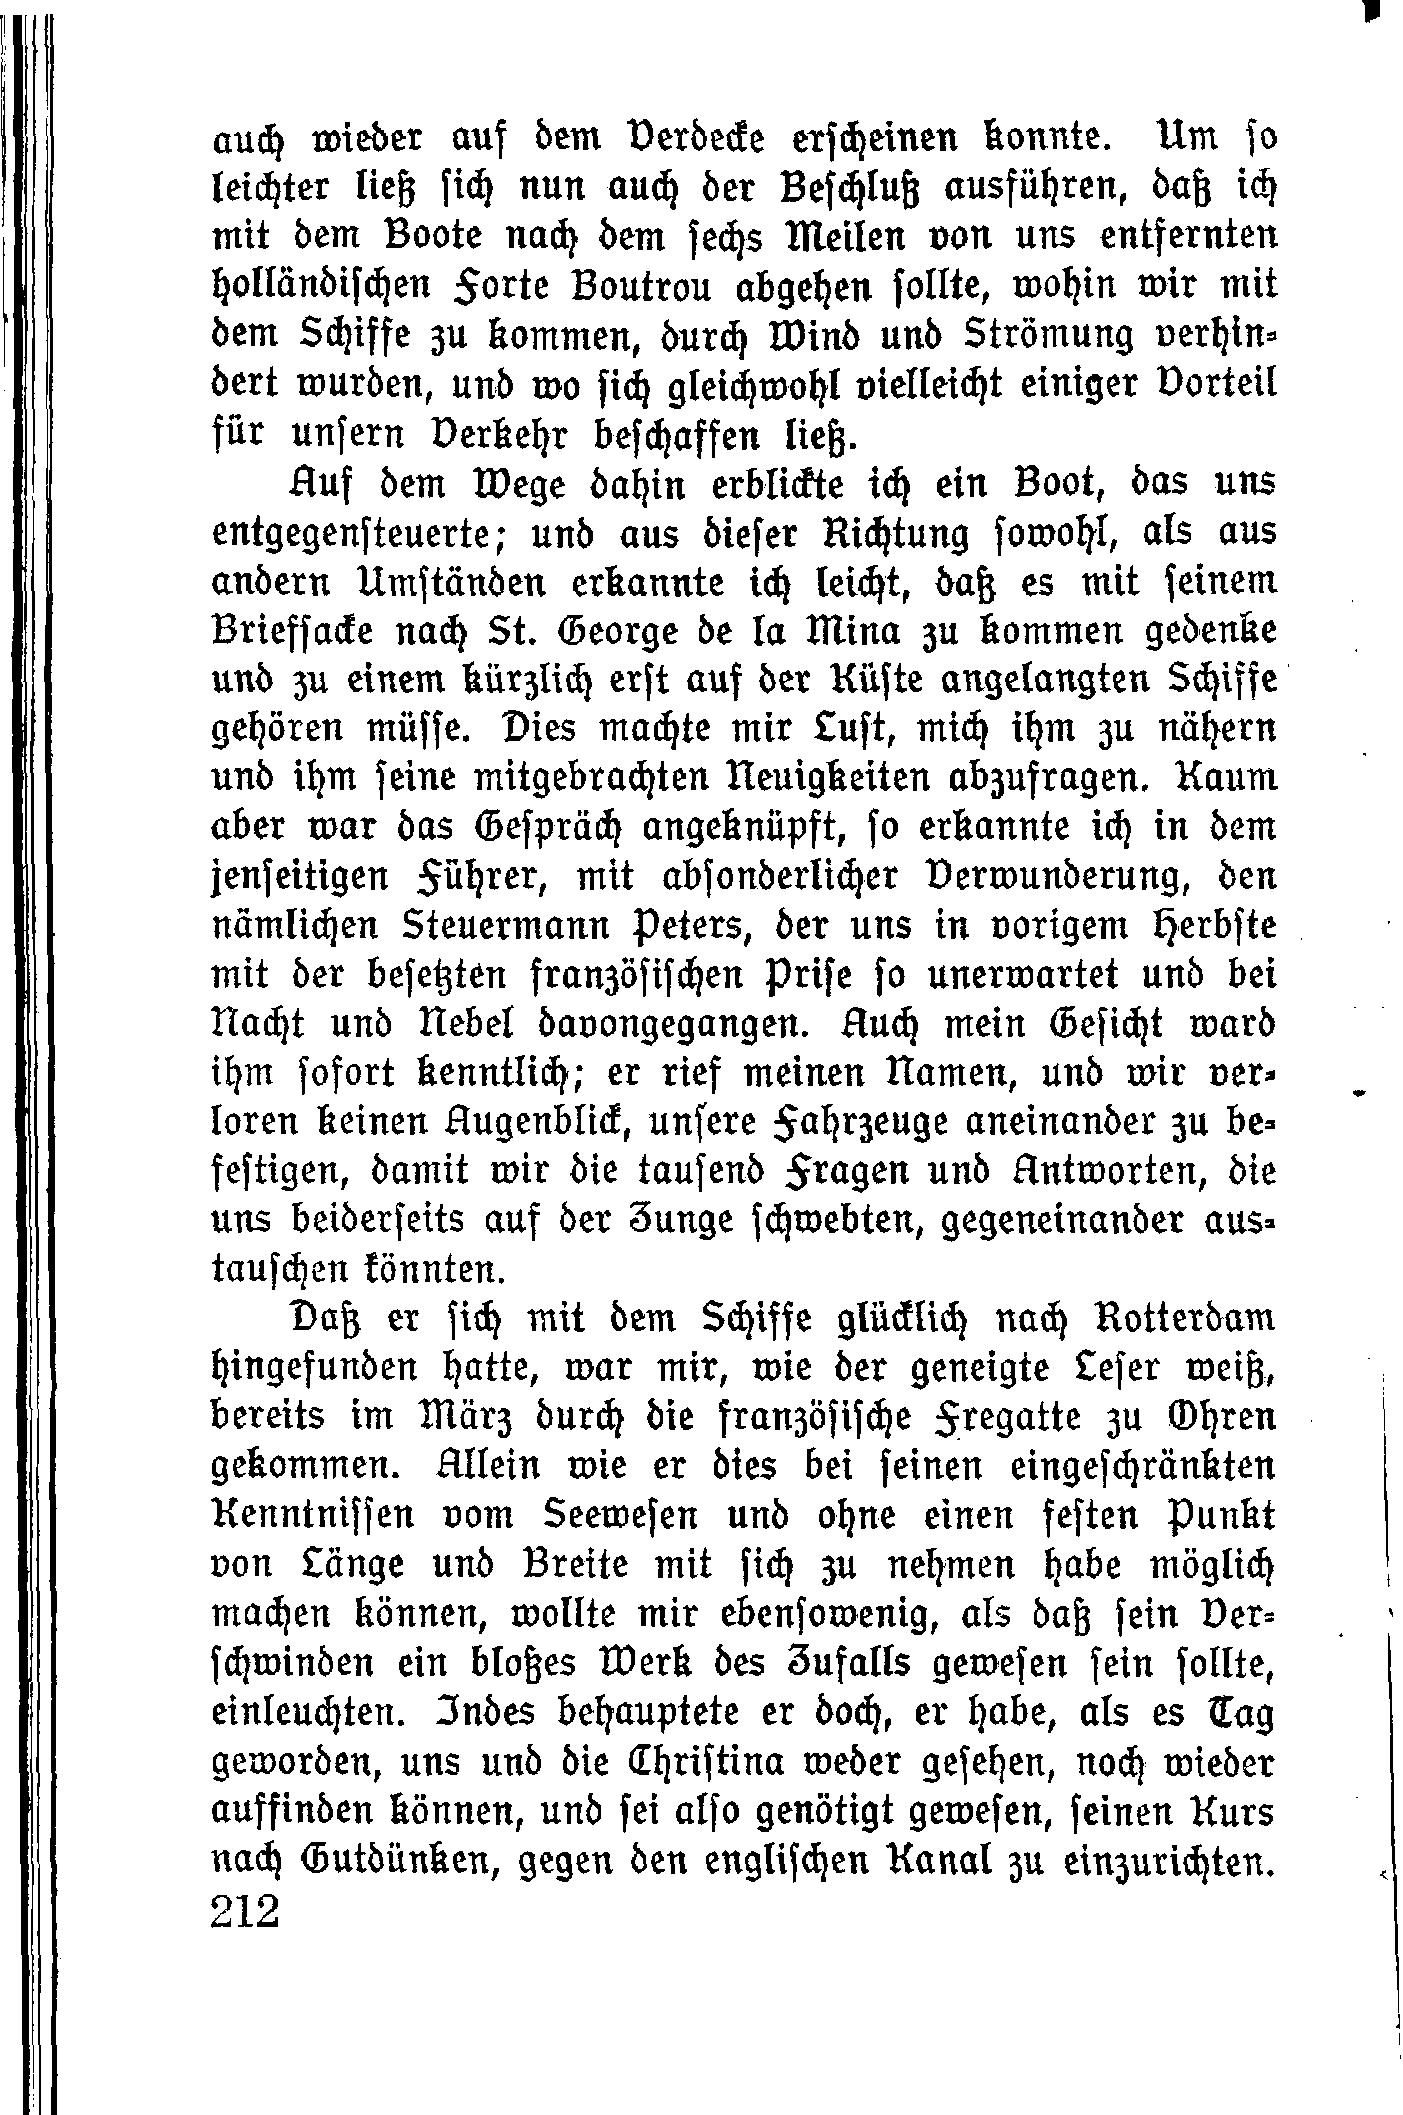 auch wieder auf dem Verdecke erscheinen konnte. Um so
leichter ließ sich nun auch der Beschluß ausführen, daß ich
mit dem Boote nach dem sechs Meilen von uns entfernten
holländischen Forte Boutrou abgehen sollte, wohin wir mit
dem Schiffe zu kommen, durch Wind und Strömung verhin-
dert wurden, und wo sich gleichwohl vielleicht einiger Vorteil
für unsern Verkehr beschaffen ließ.
Auf dem Wege dahin erblickte ich ein Boot, das uns
entgegensteuerte; und aus dieser Richtung sowohl, als aus
andern Umständen erkannte ich leicht, daß es mit seinem
Briefsacke nach St. George de la Mina zu kommen gedenke
und zu einem kürzlich erst auf der Küste angelangten Schiffe
gehören müsse. Dies machte mir Lust, mich ihm zu nähern
und ihm seine mitgebrachten Neuigkeiten abzufragen. Kaum
aber war das Gespräch angeknüpft, so erkannte ich in dem
jenseitigen Führer, mit absonderlicher Verwunderung, den
nämlichen Steuermann Peters, der uns in vorigem Herbste
mit der besetzten französischen Prise so unerwartet und bei
Nacht und Nebel davongegangen. Auch mein Gesicht ward
ihm sofort kenntlich; er rief meinen Namen, und wir ver-
loren keinen Augenblick, unsere Fahrzeuge aneinander zu be-
festigen, damit wir die tausend Fragen und Antworten, die
uns beiderseits auf der Zunge schwebten, gegeneinander aus-
tauschen könnten.
Daß er sich mit dem Schiffe glücklich nach Rotterdam
hingefunden hatte, war mir, wie der geneigte Leser weiß,
bereits im März durch die französische Fregatte zu Ohren
gekommen. Allein wie er dies bei seinen eingeschränkten
Kenntnissen vom Seewesen und ohne einen festen Punkt
von Länge und Breite mit sich zu nehmen habe möglich
machen können, wollte mir ebensowenig, als daß sein Ver-
schwinden ein bloßes Werk des Zufalls gewesen sein sollte,
einleuchten. Indes behauptete er doch, er habe, als es Tag
geworden, uns und die Christina weder gesehen, noch wieder
auffinden können, und sei also genötigt gewesen, seinen Kurs
nach Gutdünken, gegen den englischen Kanal zu einzurichten.
212